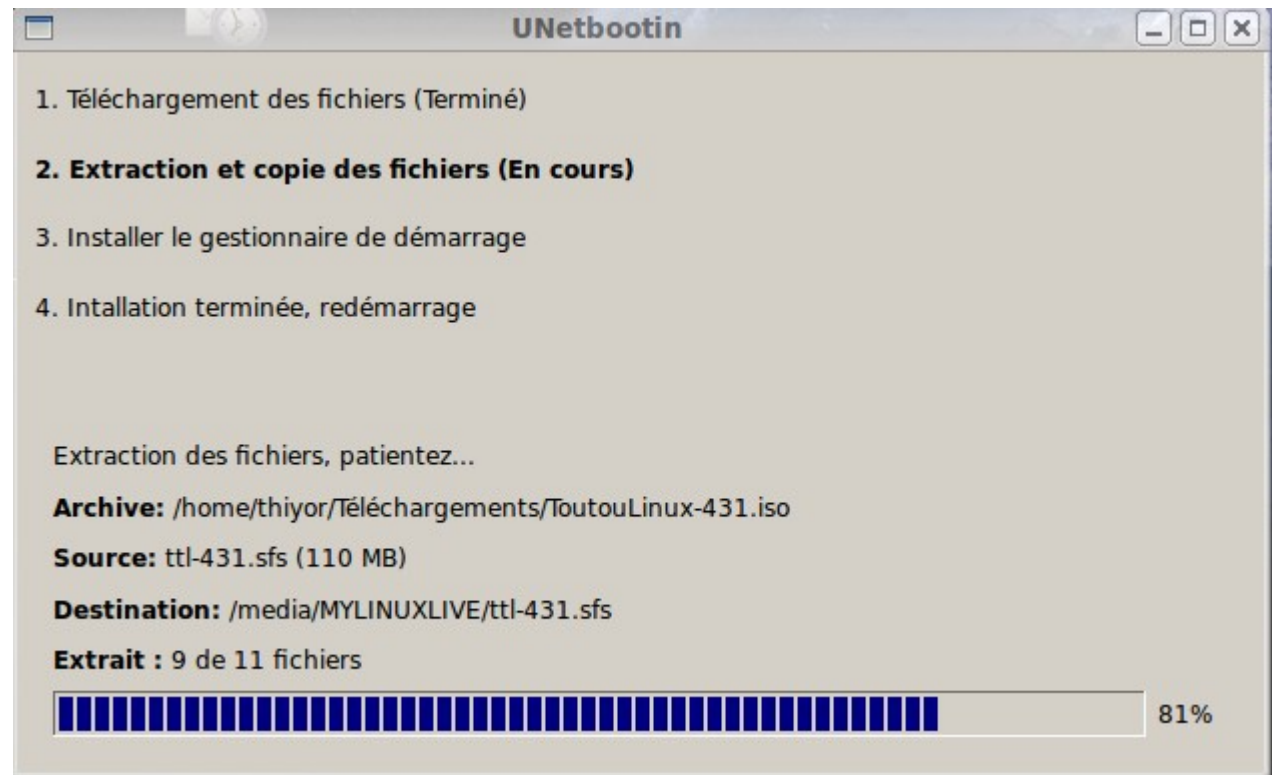 UNetbootin
1. Téléchargement des fichiers (Terminé)
2. Extraction et copie des fichiers (En cours)
3. Installer le gestionnaire de démarrage
4. Intallation terminée, redémarrage
Extraction des fichiers, patientez...
Archive: /home/thiyor/Téléchargements/ToutouLinux-431.iso
Source: ttl-431.sfs (110 MB)
Destination: /media/MYLINUXLIVE/ttl-431.sfs
Extrait : 9 de 11 fichiers
81%